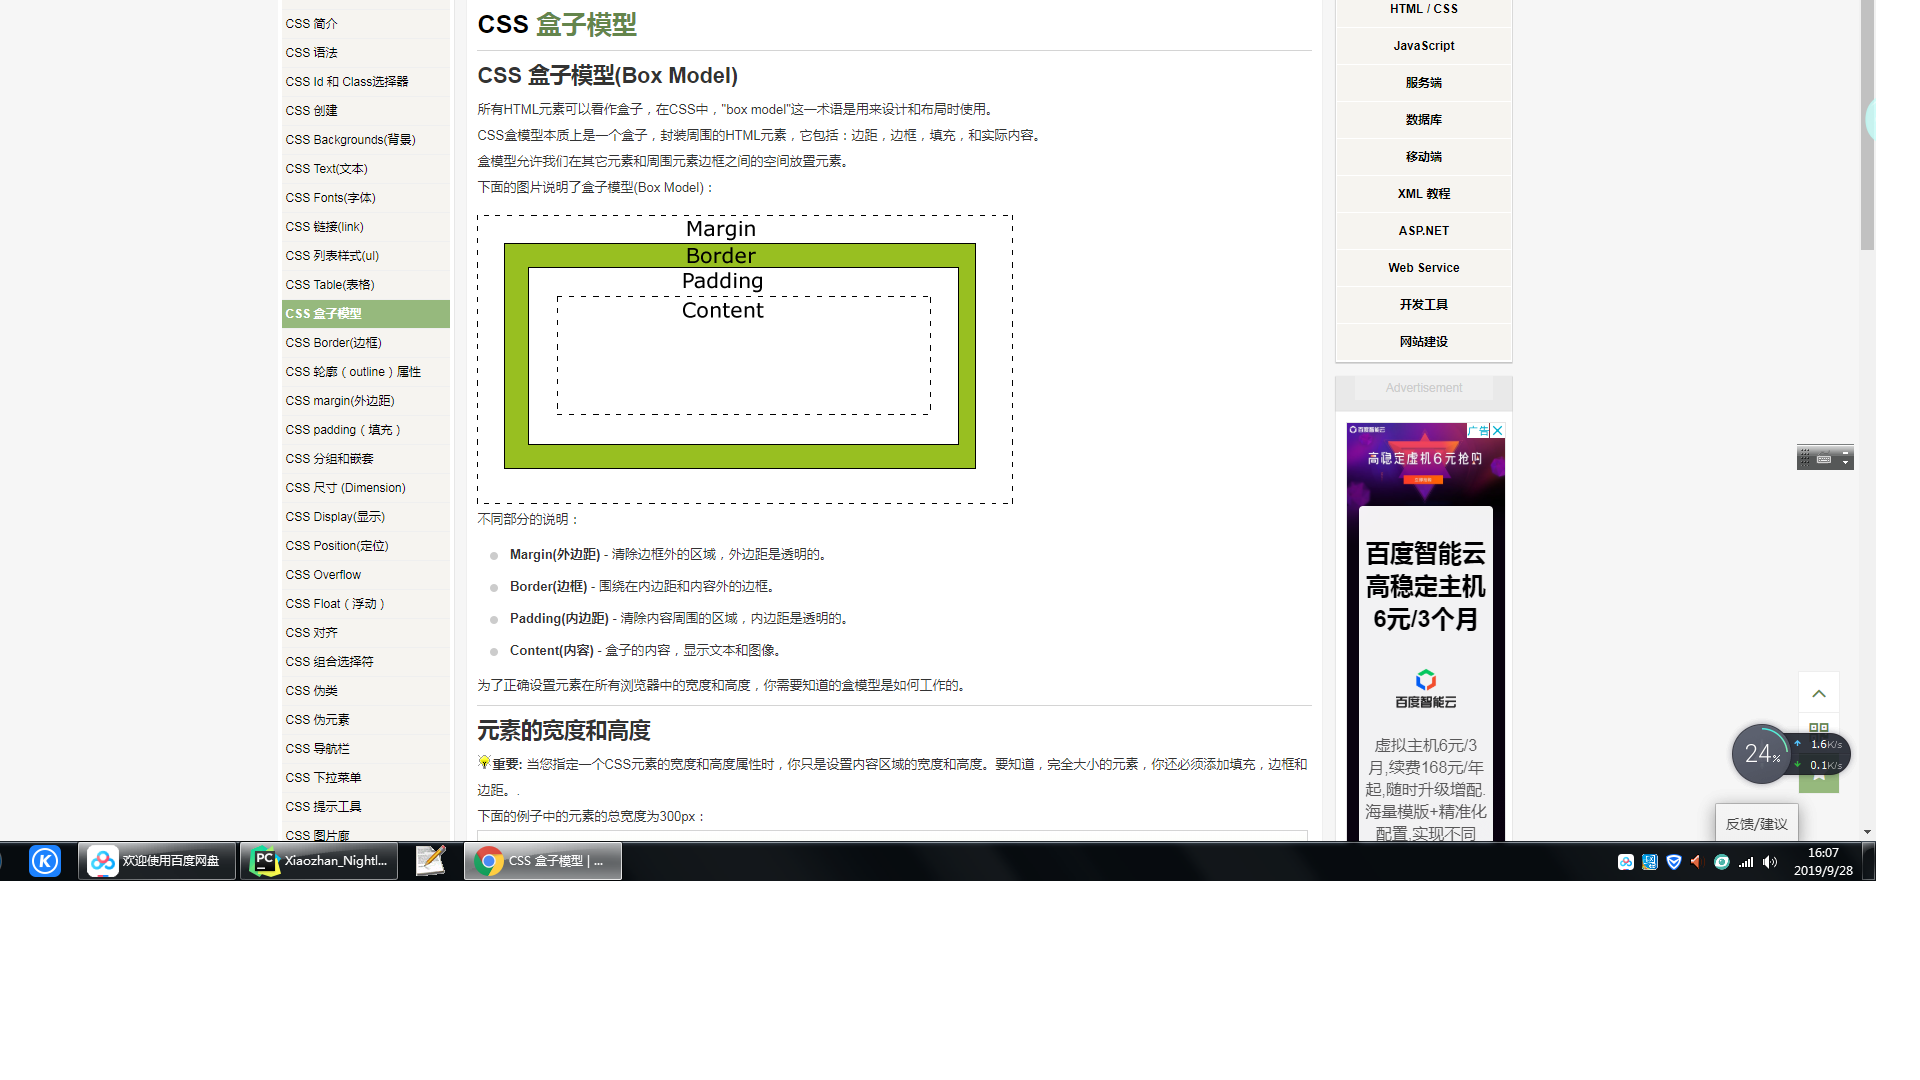 CSS 简介
CSS 语法
CSS Id 和 Class选择器
CSS 创建
CSS Backgrounds(背景)
CSS Text(文本)
CSS Fonts(字体)
CSS 链接(link)
CSS 列表样式(ul)
CSS Table(表格)
CSS 盒子模型
CSS Border(边框)
CSS 轮廓（outline）属性
CSS margin(外边距)
CSS padding（填充）
CSS 分组和嵌套
CSS 尺寸 (Dimension)
CSS Display(显示)
CSS Position(定位)
CSS Overflow
CSS Float（浮动）
CSS 对齐
CSS 组合选择符
CSS 伪类
CSS 伪元素
CSS 导航栏
CSS 下拉菜单
CSS 提示工具
CSS 图片廊
CSS 盒子模型
CSS 盒子模型(Box Model)
所有HTML元素可以看作盒子，在CSS中，"box model"这一术语是用来设计和布局时使用。
CSS盒模型本质上是一个盒子，封装周围的HTML元素，它包括：边距，边框，填充，和实际内容。
盒模型允许我们在其它元素和周围元素边框之间的空间放置元素。
下面的图片说明了盒子模型(Box Model)：
Margin
Border
Padding
Content
不同部分的说明：
Margin(外边距) - 清除边框外的区域，外边距是透明的。
Border(边框) - 围绕在内边距和内容外的边框。
Padding(内边距) - 清除内容周围的区域，内边距是透明的。
Content(内容) - 盒子的内容，显示文本和图像。
为了正确设置元素在所有浏览器中的宽度和高度，你需要知道的盒模型是如何工作的。
元素的宽度和高度
重要: 当您指定一个CSS元素的宽度和高度属性时，你只是设置内容区域的宽度和高度。要知道，完全大小的元素，你还必须添加填充，边框和
边距。.
下面的例子中的元素的总宽度为300px：
HTML / CSS
JavaScript
服务端
数据库
移动端
XML 教程
ASP.NET
Web Service
开发工具
网站建设
Advertisement
广告
百度智能云
高稳定虚机6元抢购
百度智能云
高稳定主机
6元/3个月
百度智能云
虚拟主机6元/3
月,续费168元/年
起,随时升级增配.
海量模版+精准化
配置,实现不同
24%
1.6K/s
0.1K/s
反馈/建议
欢迎使用百度网盘
PC
Xiaozhan_Nightl...
CSS 盒子模型 | ...
16:07
2019/9/28